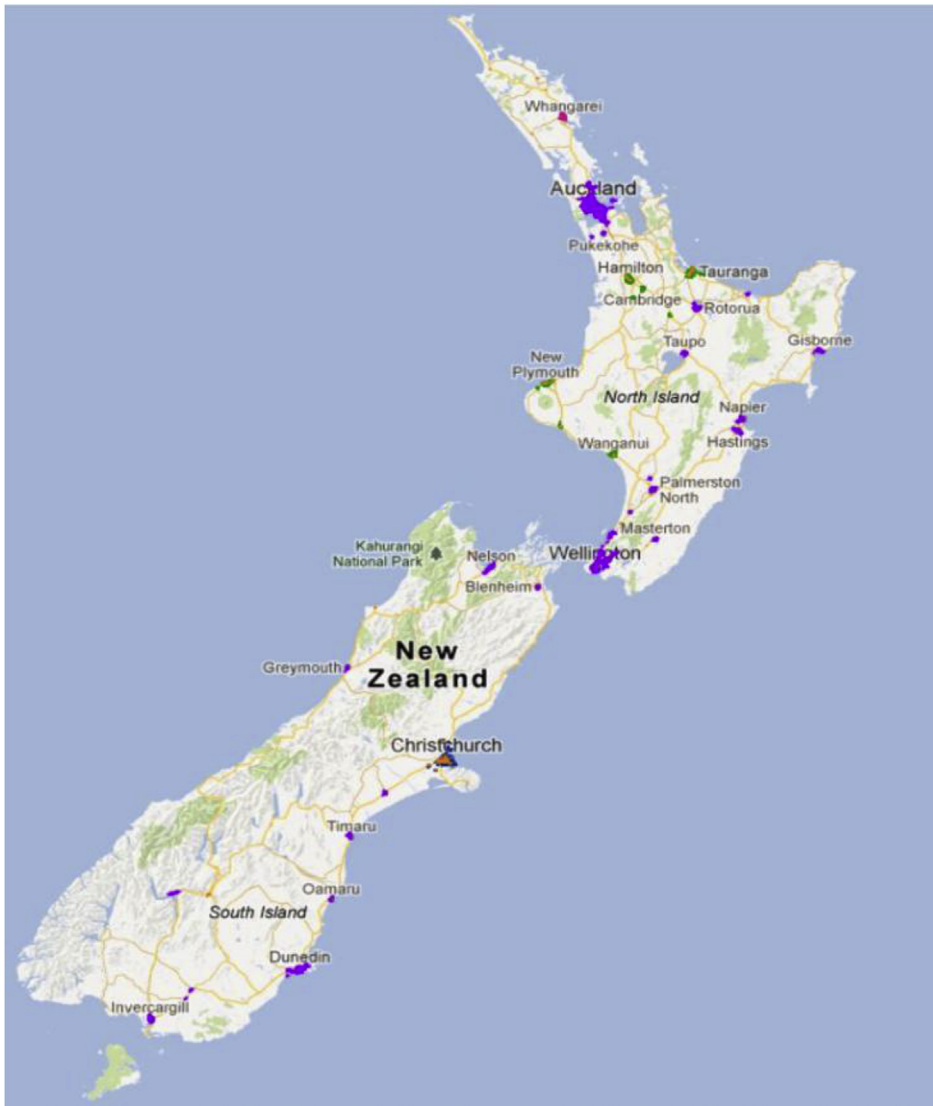 Whangarei
Auckland
Pukekohe
Hamilton
Tauranga
Cambridge
Rotorua
Taupo
Gisborne
New
Plymouth
North Island
Napier
Hastings
Wanganui
Palmerston
North
Masterton
Wellington
Kahurangi
National Park
Nelson
Blenheim
New
Zealand
Greymouth
Christchurch
Timaru
Oamaru
South Island
Dunedin
Invercargill